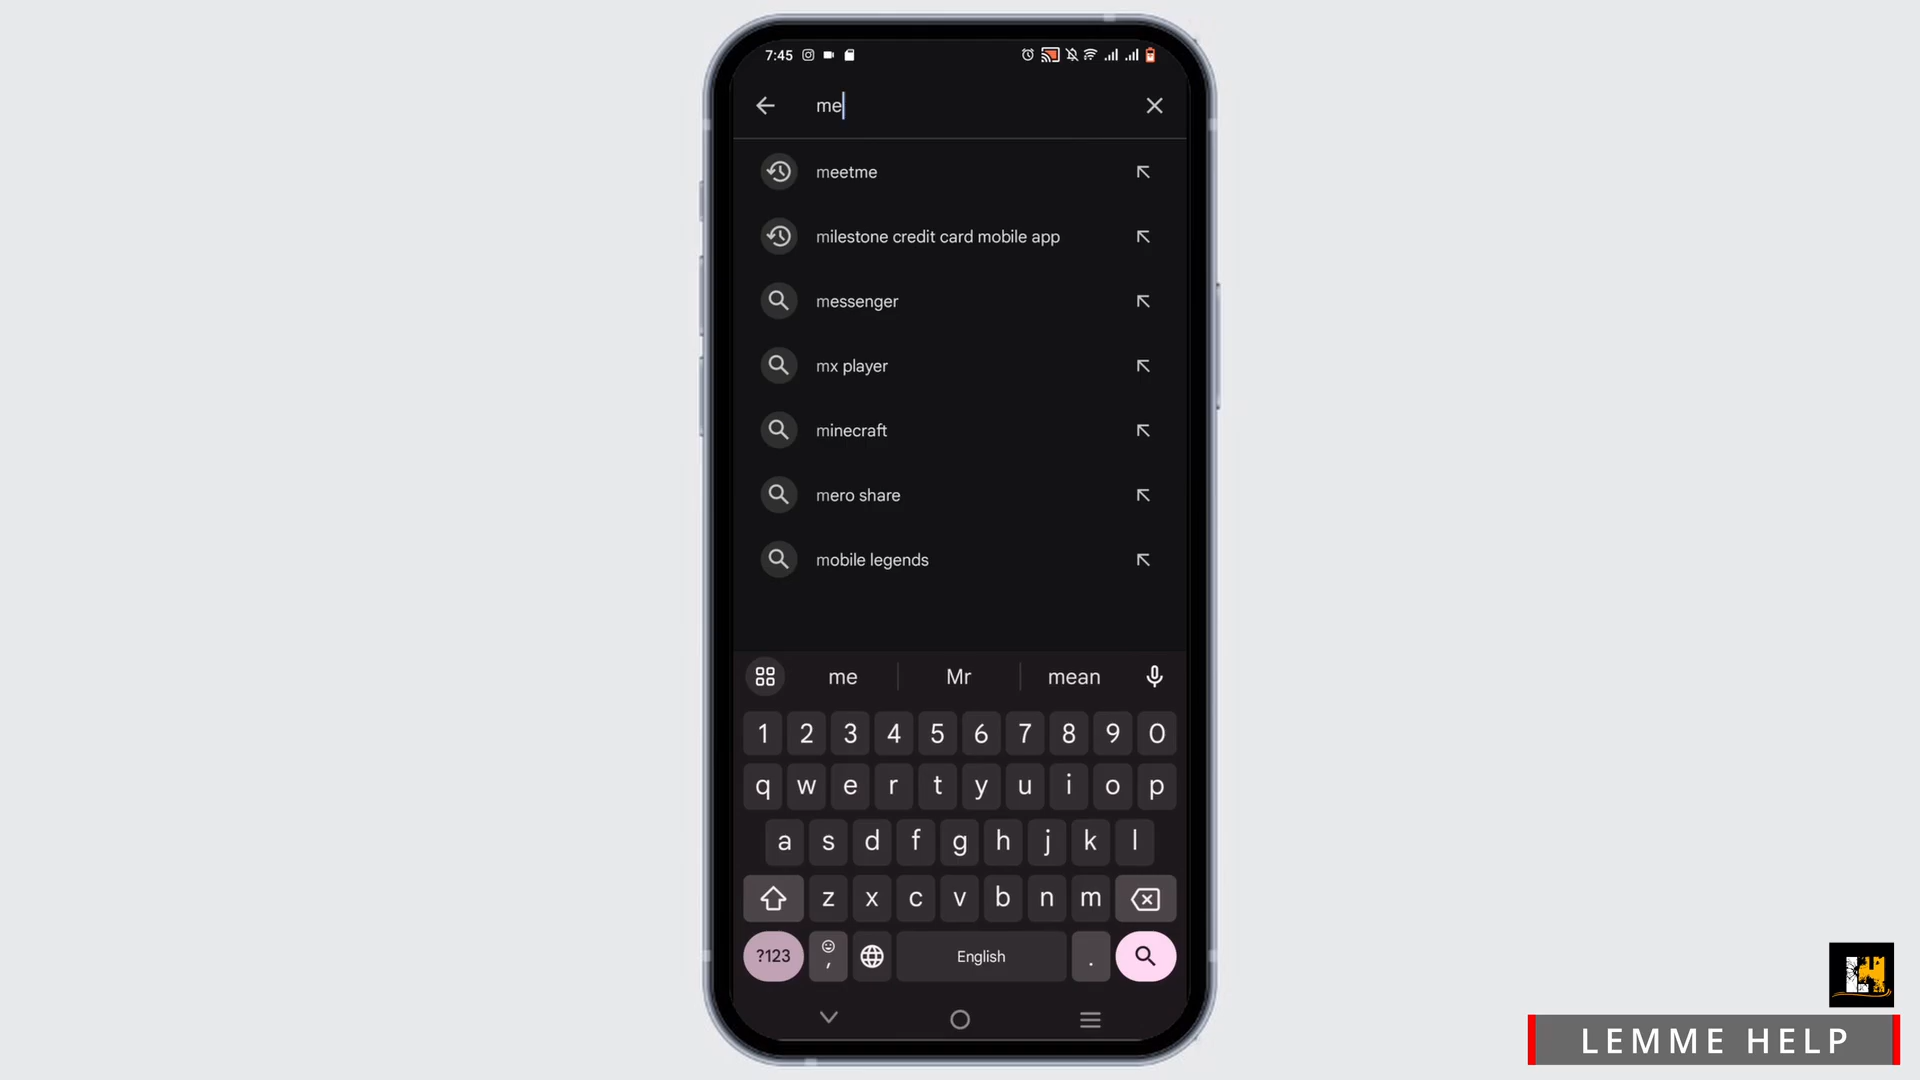 7:45
me
meetme
milestone credit card mobile app
messenger
mx player
minecraft
mero share
mobile legends
me Mr mean
1 2 3 4 5 6 7 8 9 0
q w e r t y u i o p
a s d f g h j k l
z x c v b n m
?123 , English .
LEMME HELP